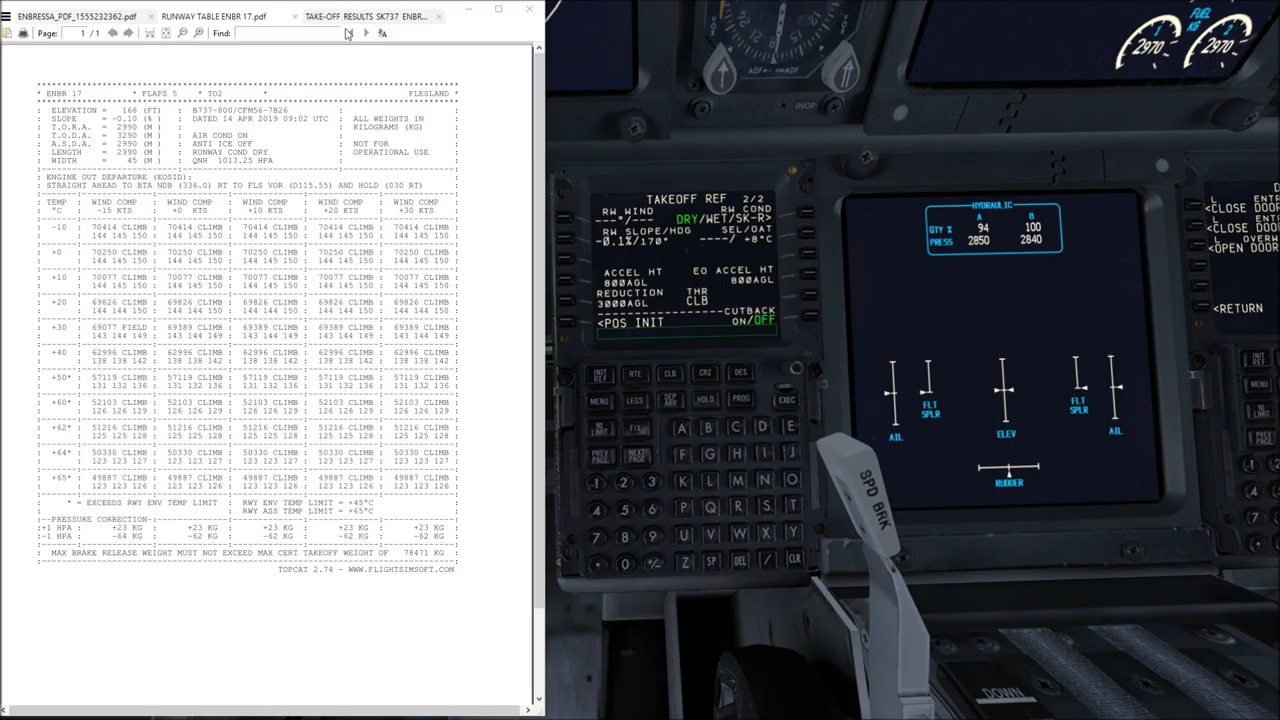 ENBRESSA_PDF_1555232362.pdf × RUNWAY TABLE ENBR 17.pdf × TAKE-OFF RESULTS SK737 ENBR... ×
Page: 1 / 1 Find:
* ENBR 17 * FLAPS 5 * TO2 * FLESLAND *
: ELEVATION = 166 (FT) : B737-800/CFM56-7B26 : :
: SLOPE = -0.10 (%) : DATED 14 APR 2019 09:02 UTC : ALL WEIGHTS IN :
: T.O.R.A. = 2990 (M) : : KILOGRAMS (KG) :
: T.O.D.A. = 3290 (M) : AIR COND ON : :
: A.S.D.A. = 2990 (M) : ANTI ICE OFF : NOT FOR :
: LENGTH = 2990 (M) : RUNWAY COND DRY : OPERATIONAL USE :
: WIDTH = 45 (M) : QNH 1013.25 HPA : :
: ENGINE OUT DEPARTURE (EOSID): :
: STRAIGHT AHEAD TO BTA NDB (336.0) RT TO FLS VOR (D115.55) AND HOLD (030 RT) :
: TEMP : WIND COMP : WIND COMP : WIND COMP : WIND COMP : WIND COMP :
: °C : -15 KTS : +0 KTS : +10 KTS : +20 KTS : +30 KTS :
: -10 : 70414 CLIMB : 70414 CLIMB : 70414 CLIMB : 70414 CLIMB : 70414 CLIMB :
: : 144 145 150 : 144 145 150 : 144 145 150 : 144 145 150 : 144 145 150 :
: +0 : 70250 CLIMB : 70250 CLIMB : 70250 CLIMB : 70250 CLIMB : 70250 CLIMB :
: : 144 145 150 : 144 145 150 : 144 145 150 : 144 145 150 : 144 145 150 :
: +10 : 70077 CLIMB : 70077 CLIMB : 70077 CLIMB : 70077 CLIMB : 70077 CLIMB :
: : 144 145 150 : 144 145 150 : 144 145 150 : 144 145 150 : 144 145 150 :
: +20 : 69826 CLIMB : 69826 CLIMB : 69826 CLIMB : 69826 CLIMB : 69826 CLIMB :
: : 144 145 150 : 144 145 150 : 144 145 150 : 144 145 150 : 144 145 150 :
: +30 : 69077 FIELD : 69389 CLIMB : 69389 CLIMB : 69389 CLIMB : 69389 CLIMB :
: : 143 144 149 : 143 144 149 : 143 144 149 : 143 144 149 : 143 144 149 :
: +40 : 62996 CLIMB : 62996 CLIMB : 62996 CLIMB : 62996 CLIMB : 62996 CLIMB :
: : 138 138 142 : 138 138 142 : 138 138 142 : 138 138 142 : 138 138 142 :
: +50* : 57119 CLIMB : 57119 CLIMB : 57119 CLIMB : 57119 CLIMB : 57119 CLIMB :
: : 131 132 136 : 131 132 136 : 131 132 136 : 131 132 136 : 131 132 136 :
: +60* : 52103 CLIMB : 52103 CLIMB : 52103 CLIMB : 52103 CLIMB : 52103 CLIMB :
: : 126 126 129 : 126 126 129 : 126 126 129 : 126 126 129 : 126 126 129 :
: +62* : 51216 CLIMB : 51216 CLIMB : 51216 CLIMB : 51216 CLIMB : 51216 CLIMB :
: : 125 125 128 : 125 125 128 : 125 125 128 : 125 125 128 : 125 125 128 :
: +64* : 50330 CLIMB : 50330 CLIMB : 50330 CLIMB : 50330 CLIMB : 50330 CLIMB :
: : 123 123 127 : 123 123 127 : 123 123 127 : 123 123 127 : 123 123 127 :
: +65* : 49887 CLIMB : 49887 CLIMB : 49887 CLIMB : 49887 CLIMB : 49887 CLIMB :
: : 123 123 126 : 123 123 126 : 123 123 126 : 123 123 126 : 123 123 126 :
: * = EXCEEDS RWY ENV TEMP LIMIT : RWY ENV TEMP LIMIT = +45°C :
: : RWY ASS TEMP LIMIT = +65°C :
:--PRESSURE CORRECTION-
:+1 HPA : +23 KG : +23 KG : +23 KG : +23 KG : +23 KG :
:-1 HPA : -64 KG : -62 KG : -62 KG : -62 KG : -62 KG :
: MAX BRAKE RELEASE WEIGHT MUST NOT EXCEED MAX CERT TAKEOFF WEIGHT OF 78471 KG :
TOPCAT 2.74 - WWW.FLIGHTSIMSOFT.COM
ADF ADF
INOP
FUEL
KG
1 2
2970 2970
TAKEOFF REF 2/2
RW WIND RW COND
---°/--- DRY/WET/SK-R>
RW SLOPE/HDG SEL/OAT
-0.1%/170° ----/ +8°C
ACCEL HT EO ACCEL HT
800AGL 800AGL
REDUCTION THR
3000AGL CLB
CUTBACK
<POS INIT ON/OFF
INIT REF RTE CLB CRZ DES
MENU LEGS DEP ARR HOLD PROG EXEC
N1 LIMIT FIX A B C D E
PREV PAGE NEXT PAGE F G H I J
1 2 3 K L M N O
4 5 6 P Q R S T
7 8 9 U V W X Y
. 0 +/- Z SP DEL / CLR
HYDRAULIC
A B
QTY % 94 100
PRESS 2850 2840
FLT SPLR
FLT SPLR
AIL ELEV AIL
RUDDER
SPD BRK
DOWN
L
<CLOSE DOOR
<CLOSE DOOR
L OVERW
<OPEN DOOR
<RETURN
INIT REF
MENU
N1 LIMIT
PREV PAGE